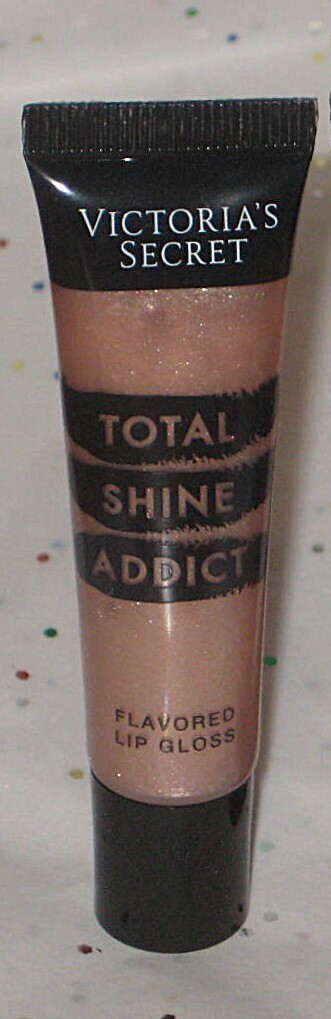 VICTORIA'S
SECRET
TOTAL
SHINE
ADDICT
FLAVORED
LIP GLOSS